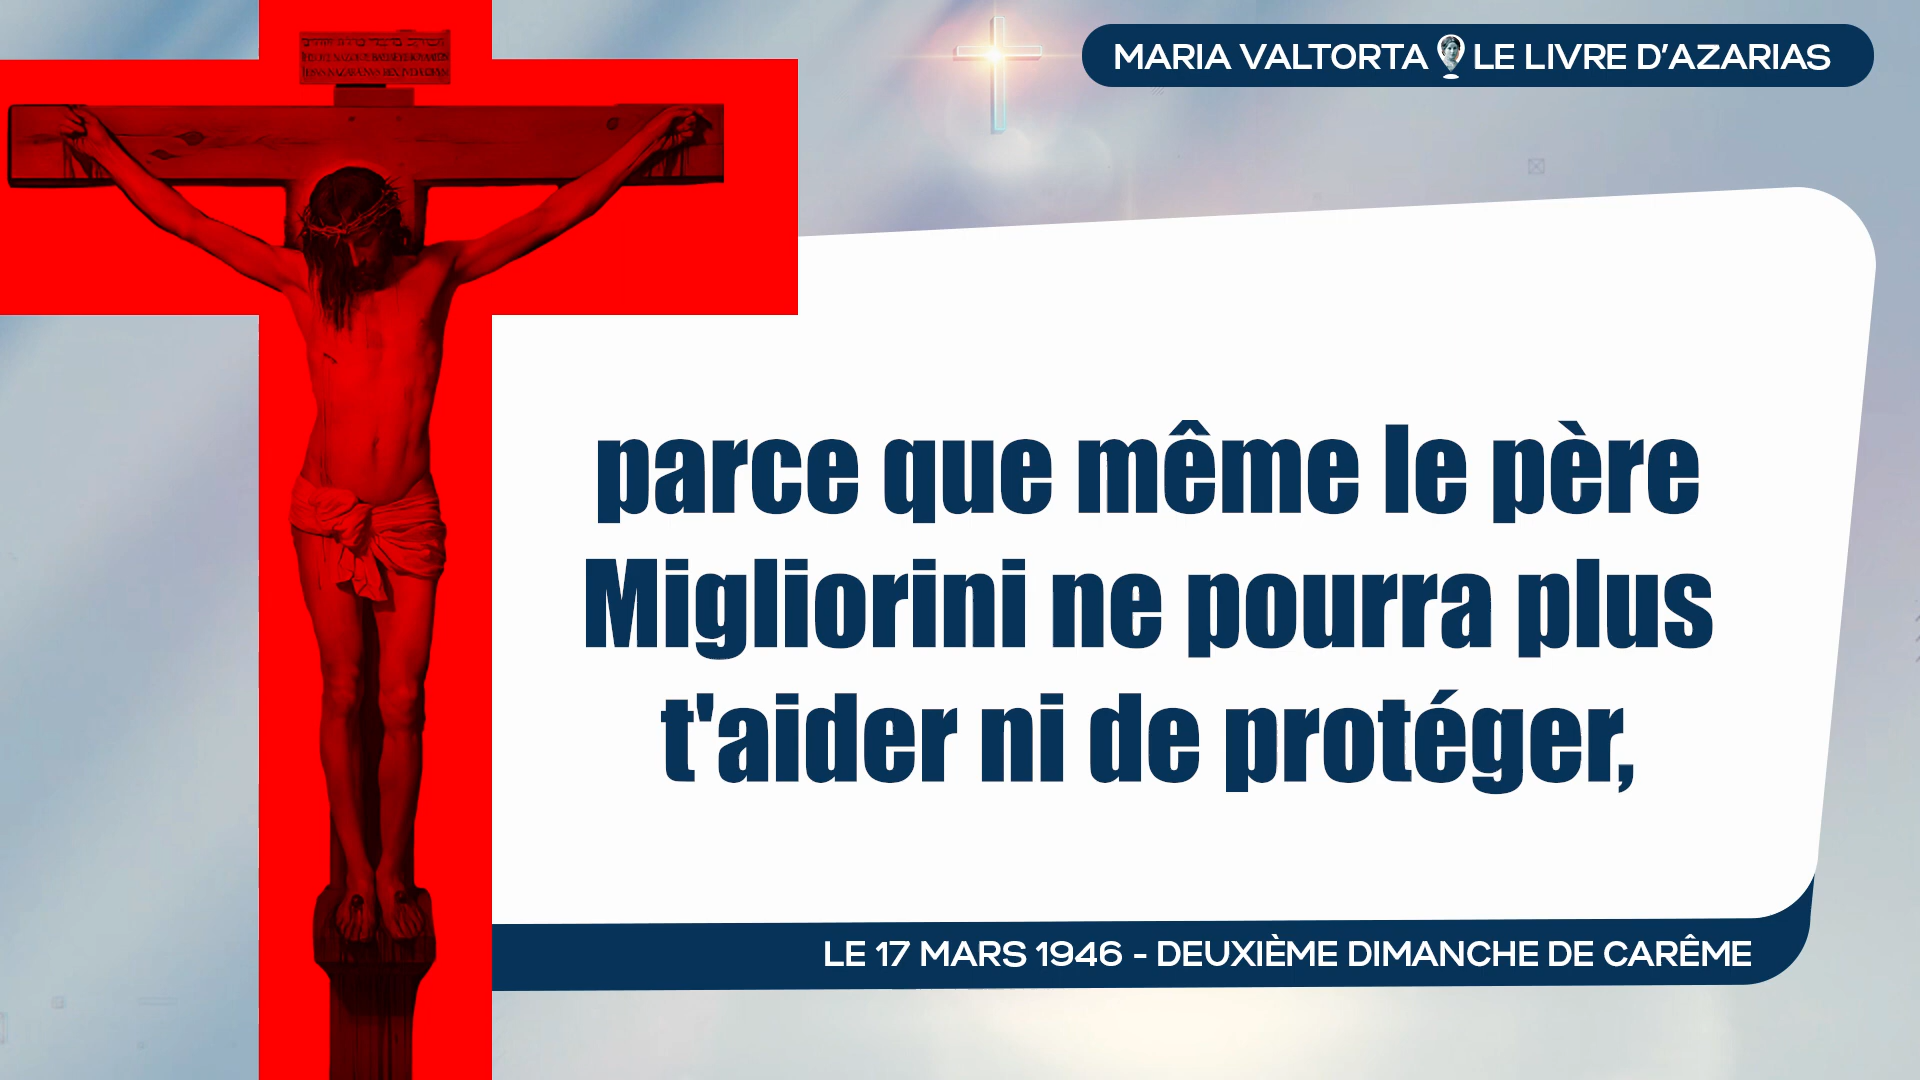 MARIA VALTORTA LE LIVRE D'AZARIAS
parce que même le père
Migliorini ne pourra plus
t'aider ni de protéger,
LE 17 MARS 1946 - DEUXIÈME DIMANCHE DE CARÊME